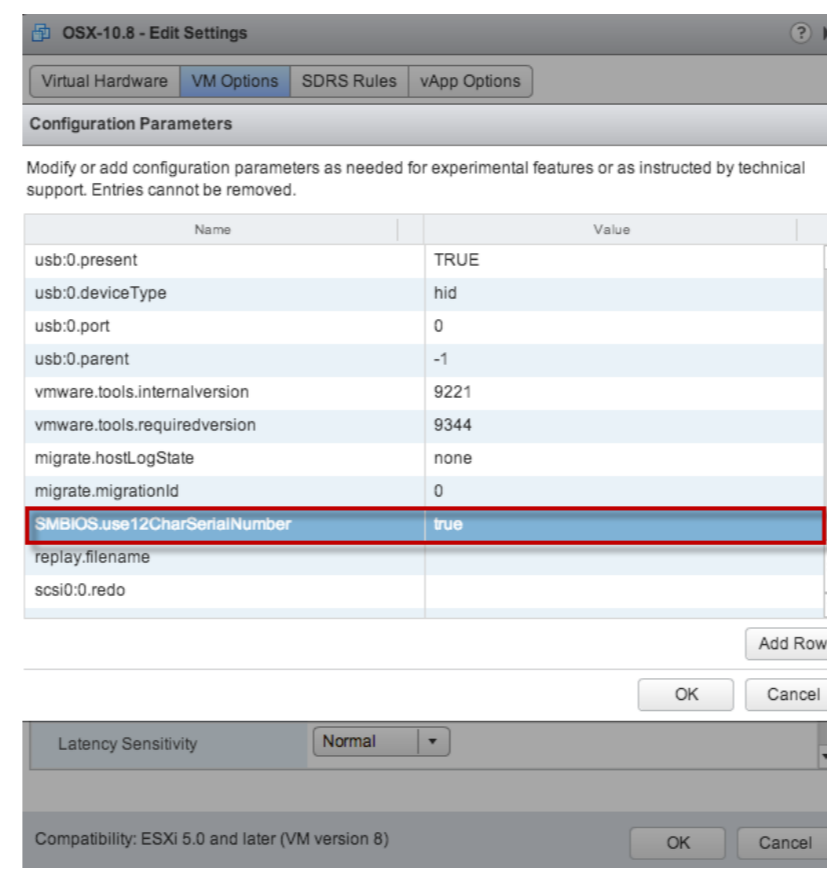 OSX-10.8 - Edit Settings ?
Virtual Hardware VM Options SDRS Rules vApp Options
Configuration Parameters
Modify or add configuration parameters as needed for experimental features or as instructed by technical
support. Entries cannot be removed.
Name Value
usb:0.present TRUE
usb:0.deviceType hid
usb:0.port 0
usb:0.parent -1
vmware.tools.internalversion 9221
vmware.tools.requiredversion 9344
migrate.hostLogState none
migrate.migrationId 0
SMBIOS.use12CharSerialNumber true
replay.filename
scsi0:0.redo
Add Row
OK Cancel
Latency Sensitivity Normal
Compatibility: ESXi 5.0 and later (VM version 8) OK Cancel